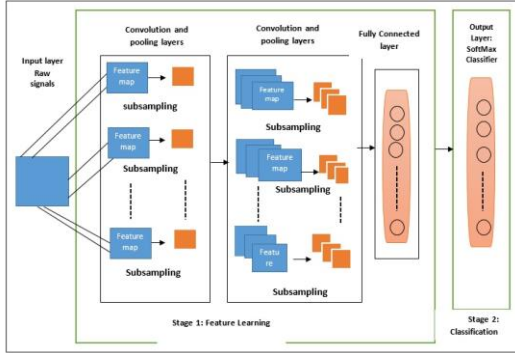 Input layer
Raw
signals
Convolution and
pooling layers
Feature
map
subsampling
Feature
map
Subsampling
Feature
map
Subsampling
Convolution and
pooling layers
Feature
map
Subsampling
Feature
map
Subsampling
Featu
re
Subsampling
Fully Connected
layer
Stage 1: Feature Learning
Output
Layer:
SoftMax
Classifier
Stage 2:
Classification